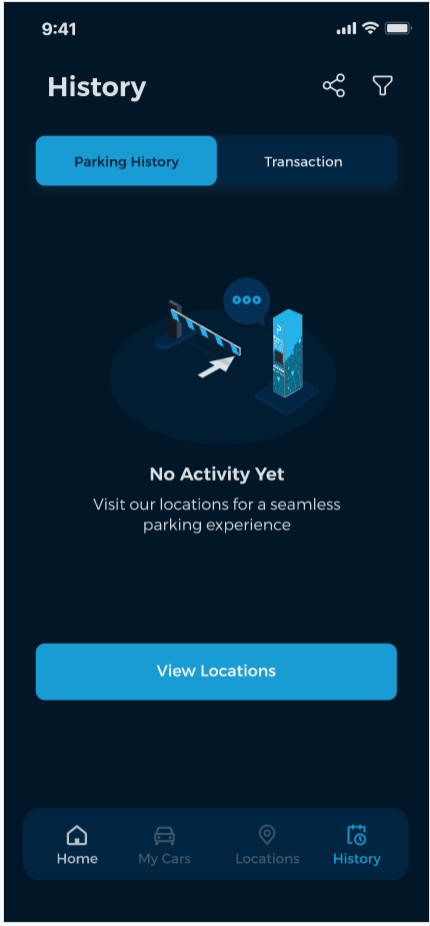 9:41
History
Parking History
Transaction
No Activity Yet
Visit our locations for a seamless
parking experience
View Locations
Home
My Cars
Locations
History